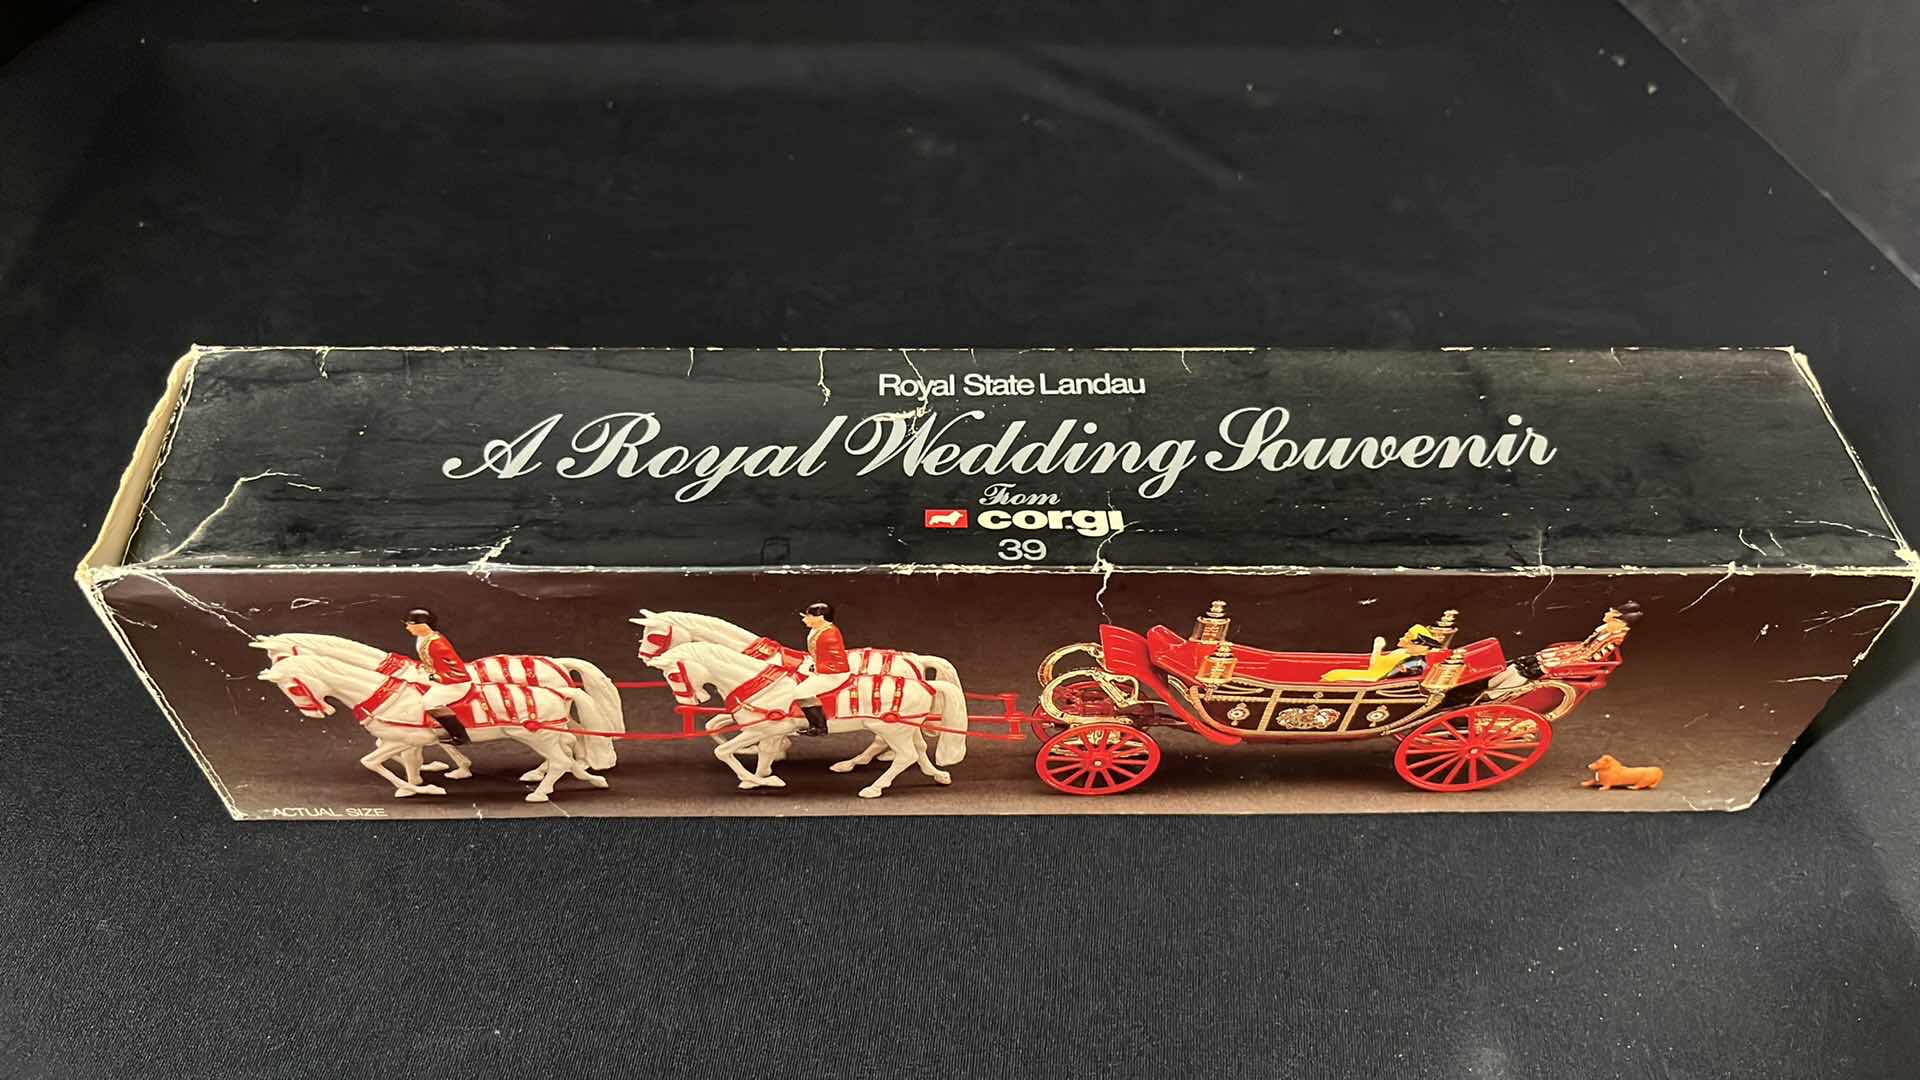 Royal State Landau
A Royal Wedding Souvenir
From
corgi
39
ACTUAL SIZE